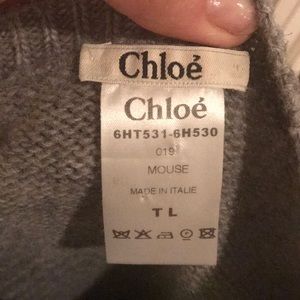 Chloé
Chloé
6HT531-6H530
019
MOUSE
MADE IN ITALIE
T L